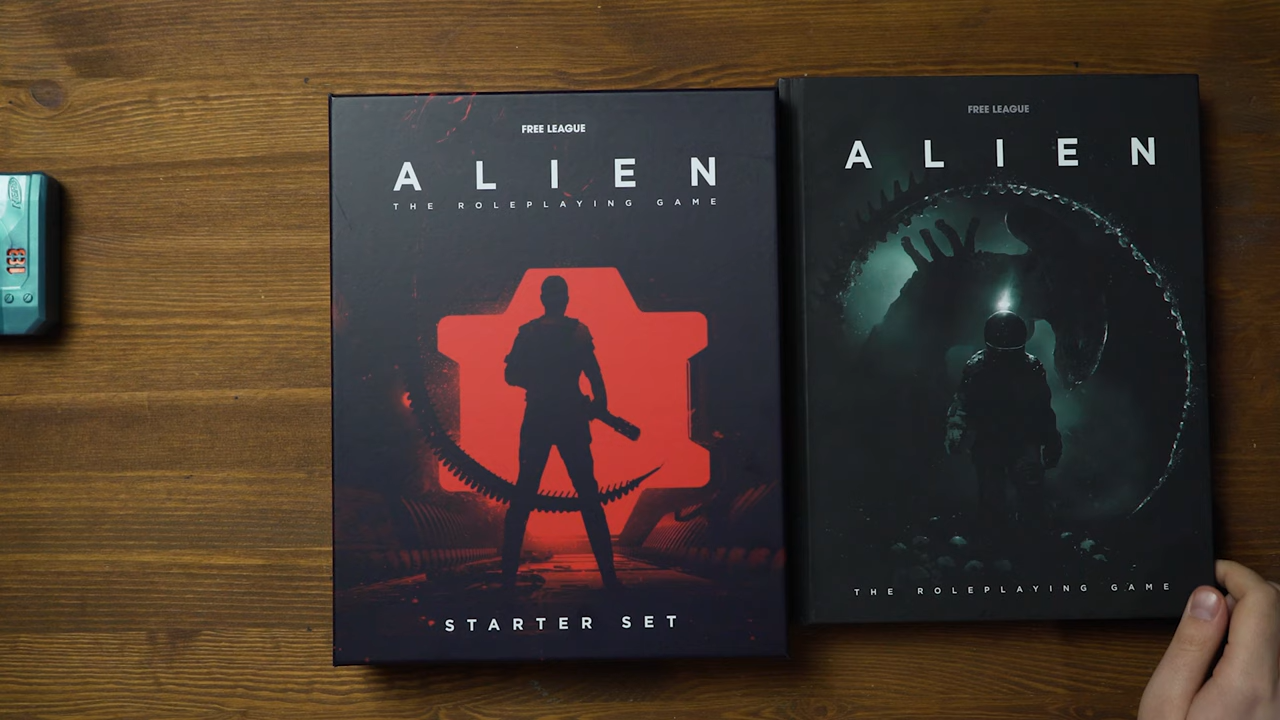 FREE LEAGUE
ALIEN
THE ROLEPLAYING GAME
STARTER SET
FREE LEAGUE
ALIEN
THE ROLEPLAYING GAME